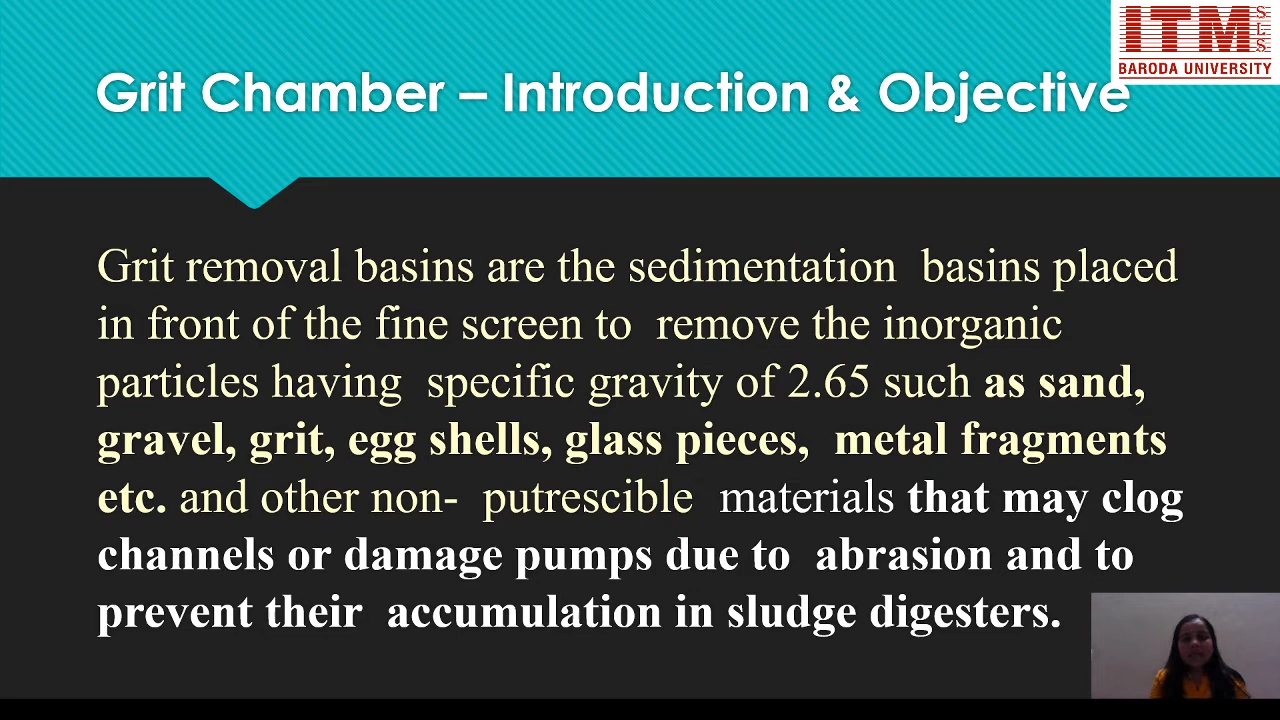 ITM SLS
BARODA UNIVERSITY
Grit Chamber – Introduction & Objective
Grit removal basins are the sedimentation basins placed
in front of the fine screen to remove the inorganic
particles having specific gravity of 2.65 such as sand,
gravel, grit, egg shells, glass pieces, metal fragments
etc. and other non- putrescible materials that may clog
channels or damage pumps due to abrasion and to
prevent their accumulation in sludge digesters.